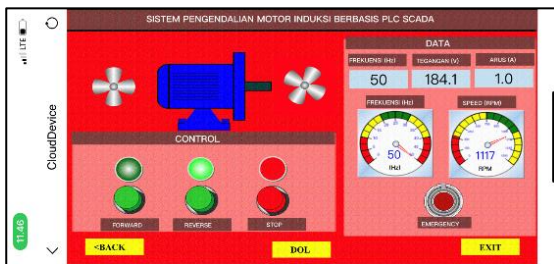 11.46
LTE
CloudDevice
SISTEM PENGENDALIAN MOTOR INDUKSI BERBASIS PLC SCADA
CONTROL
FORWARD REVERSE STOP
<BACK
DOL
DATA
FREKUENSI (Hz) TEGANGAN (V) ARUS (A)
50 184.1 1.0
FREKUENSI (Hz) SPEED (RPM)
50 1117
(Hz) RPM
EMERGENCY
EXIT